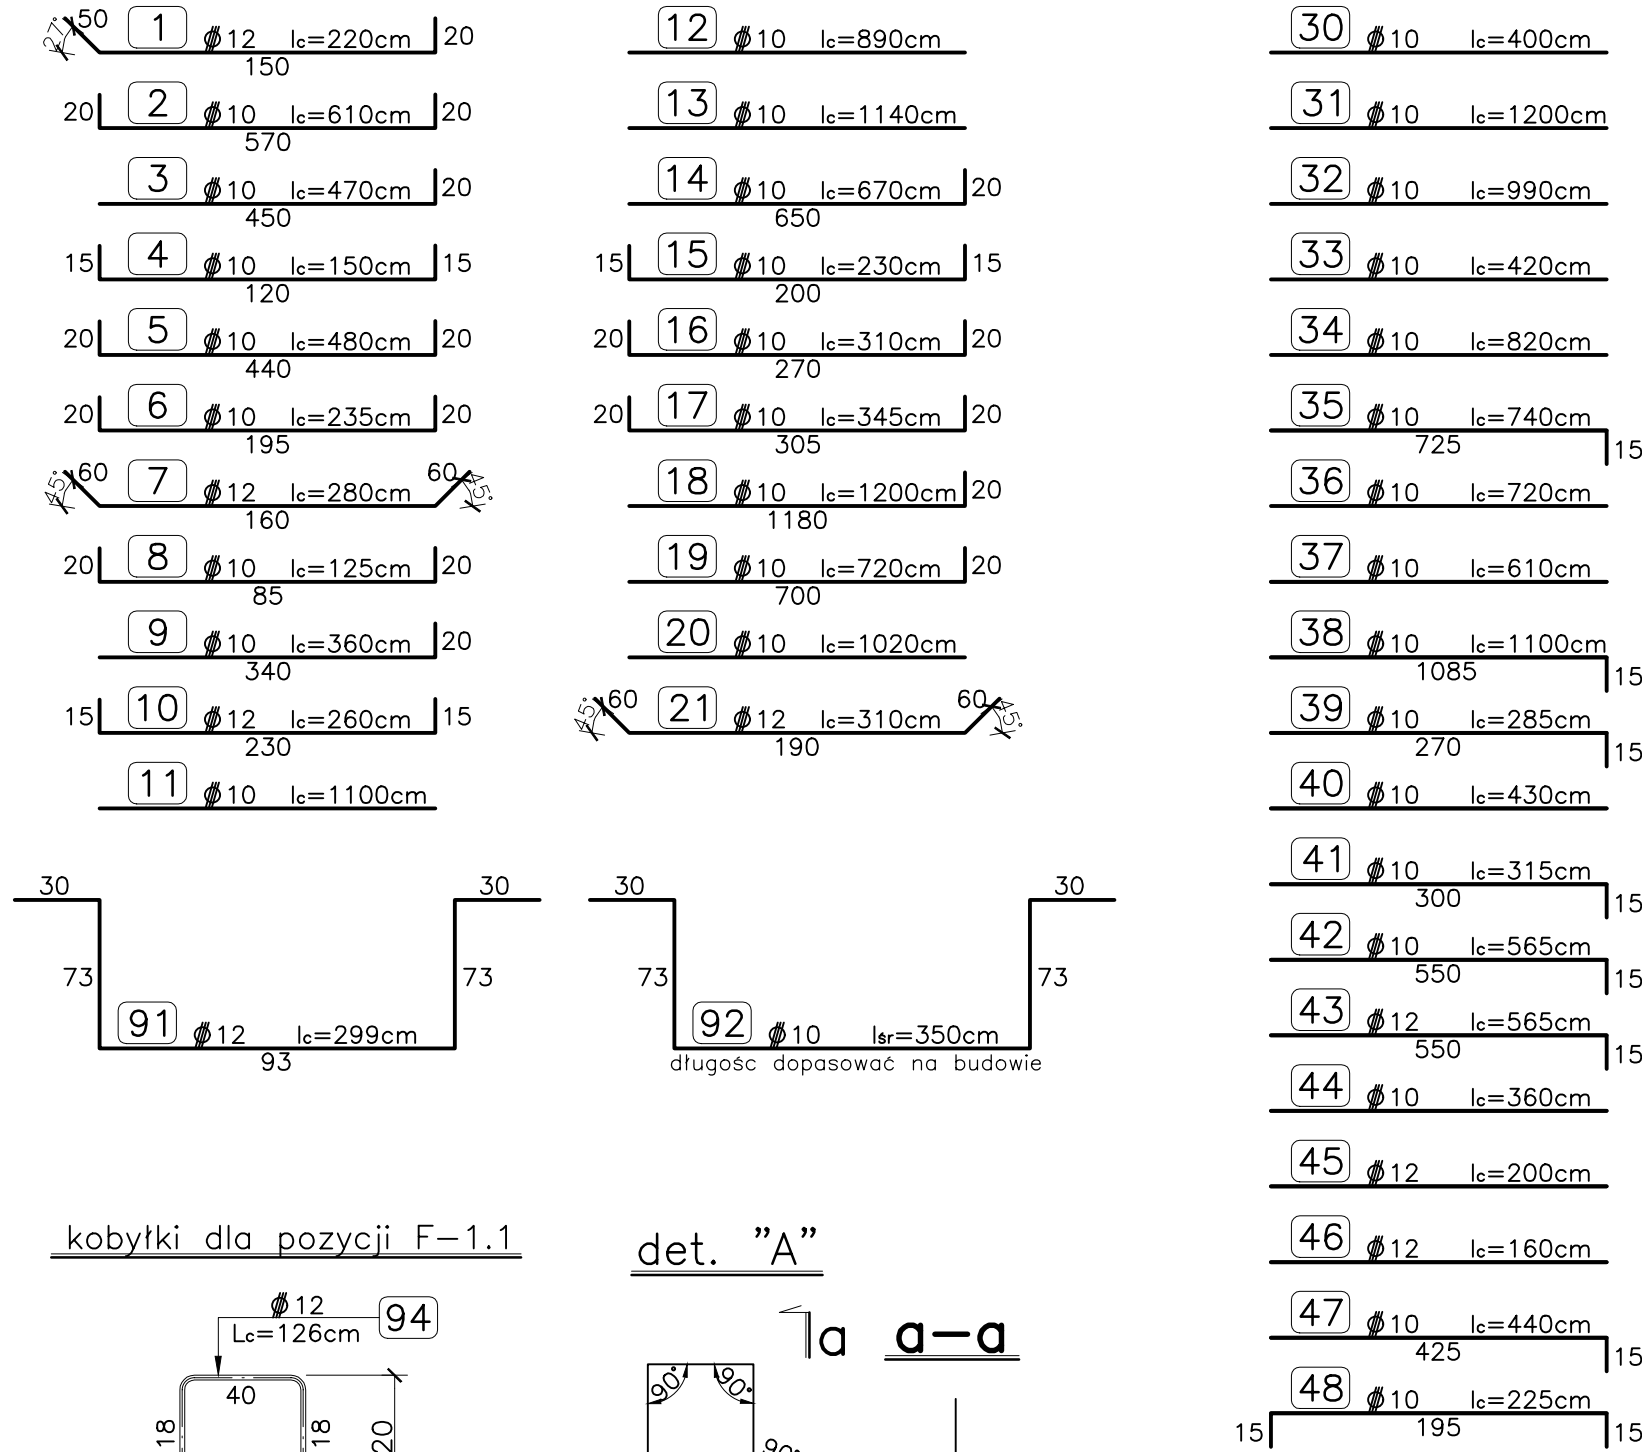 27° 50 1 ⌀12 lc=220cm 20
150
20 2 ⌀10 lc=610cm 20
570
3 ⌀10 lc=470cm 20
450
15 4 ⌀10 lc=150cm 15
120
20 5 ⌀10 lc=480cm 20
440
20 6 ⌀10 lc=235cm 20
195
45° 60 7 ⌀12 lc=280cm 60 45°
160
20 8 ⌀10 lc=125cm 20
85
9 ⌀10 lc=360cm 20
340
15 10 ⌀12 lc=260cm 15
230
11 ⌀10 lc=1100cm
12 ⌀10 lc=890cm
13 ⌀10 lc=1140cm
14 ⌀10 lc=670cm 20
650
15 15 ⌀10 lc=230cm 15
200
20 16 ⌀10 lc=310cm 20
270
20 17 ⌀10 lc=345cm 20
305
18 ⌀10 lc=1200cm 20
1180
19 ⌀10 lc=720cm 20
700
20 ⌀10 lc=1020cm
45° 60 21 ⌀12 lc=310cm 60 45°
190
30 30
73 73
91 ⌀12 lc=299cm
93
30 30
73 73
92 ⌀10 lśr=350cm
długośc dopasować na budowie
kobyłki dla pozycji F-1.1
⌀12 94
Lc=126cm
40
18 18 20
det. "A"
a a-a
90° 90°
90°
30 ⌀10 lc=400cm
31 ⌀10 lc=1200cm
32 ⌀10 lc=990cm
33 ⌀10 lc=420cm
34 ⌀10 lc=820cm
35 ⌀10 lc=740cm
725 15
36 ⌀10 lc=720cm
37 ⌀10 lc=610cm
38 ⌀10 lc=1100cm
1085 15
39 ⌀10 lc=285cm
270 15
40 ⌀10 lc=430cm
41 ⌀10 lc=315cm
300 15
42 ⌀10 lc=565cm
550 15
43 ⌀12 lc=565cm
550 15
44 ⌀10 lc=360cm
45 ⌀12 lc=200cm
46 ⌀12 lc=160cm
47 ⌀10 lc=440cm
425 15
48 ⌀10 lc=225cm
15 195 15